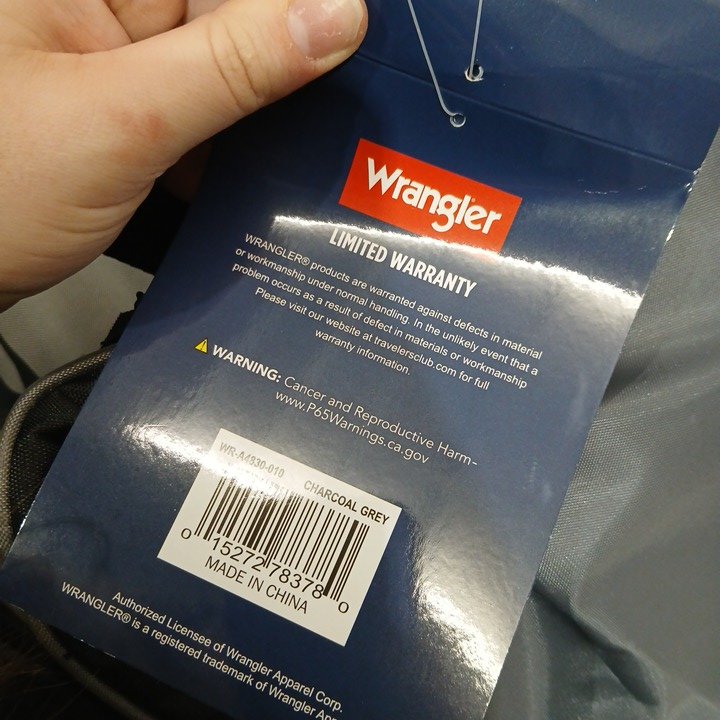 Wrangler
LIMITED WARRANTY
WRANGLER® products are warranted against defects in material
or workmanship under normal handling. In the unlikely event that a
problem occurs as a result of defect in materials or workmanship
Please visit our website at travelersclub.com for full
warranty information.
WARNING: Cancer and Reproductive Harm-
www.P65Warnings.ca.gov
WR-A4830-010 CHARCOAL GREY
0 15272 78378 0
MADE IN CHINA
Authorized Licensee of Wrangler Apparel Corp.
WRANGLER® is a registered trademark of Wrangler